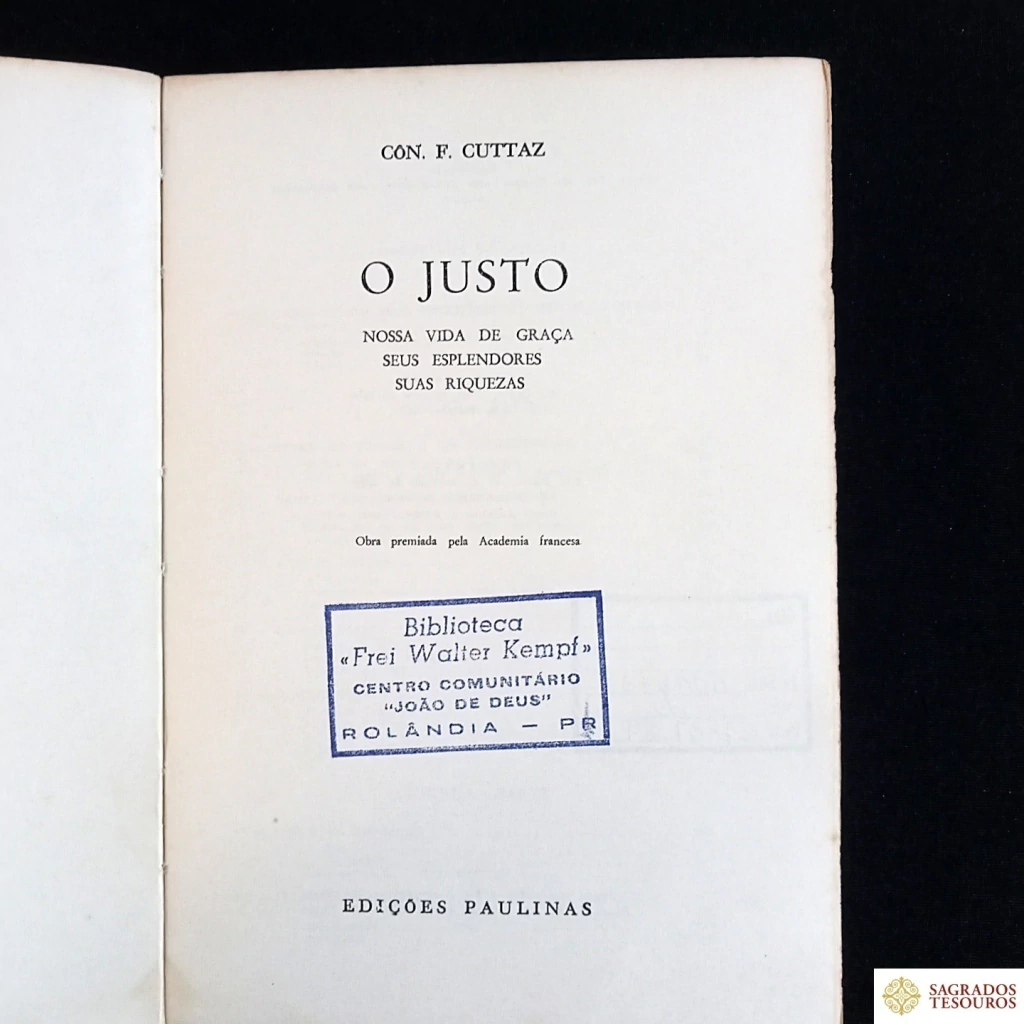 CÔN. F. CUTTAZ
O JUSTO
NOSSA VIDA DE GRAÇA
SEUS ESPLENDORES
SUAS RIQUEZAS
Obra premiada pela Academia francesa
Biblioteca
«Frei Walter Kempf»
CENTRO COMUNITÁRIO
"JOÃO DE DEUS"
ROLÂNDIA — PR
EDIÇÕES PAULINAS
SAGRADOS
TESOUROS